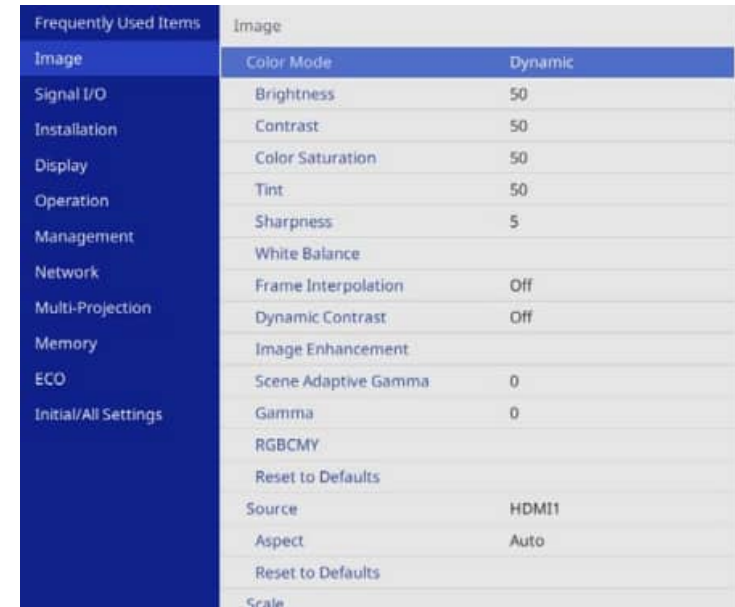 Frequently Used Items
Image
Signal I/O
Installation
Display
Operation
Management
Network
Multi-Projection
Memory
ECO
Initial/All Settings
Image
Color Mode Dynamic
Brightness 50
Contrast 50
Color Saturation 50
Tint 50
Sharpness 5
White Balance
Frame Interpolation Off
Dynamic Contrast Off
Image Enhancement
Scene Adaptive Gamma 0
Gamma 0
RGBCMY
Reset to Defaults
Source HDMI1
Aspect Auto
Reset to Defaults
Scale